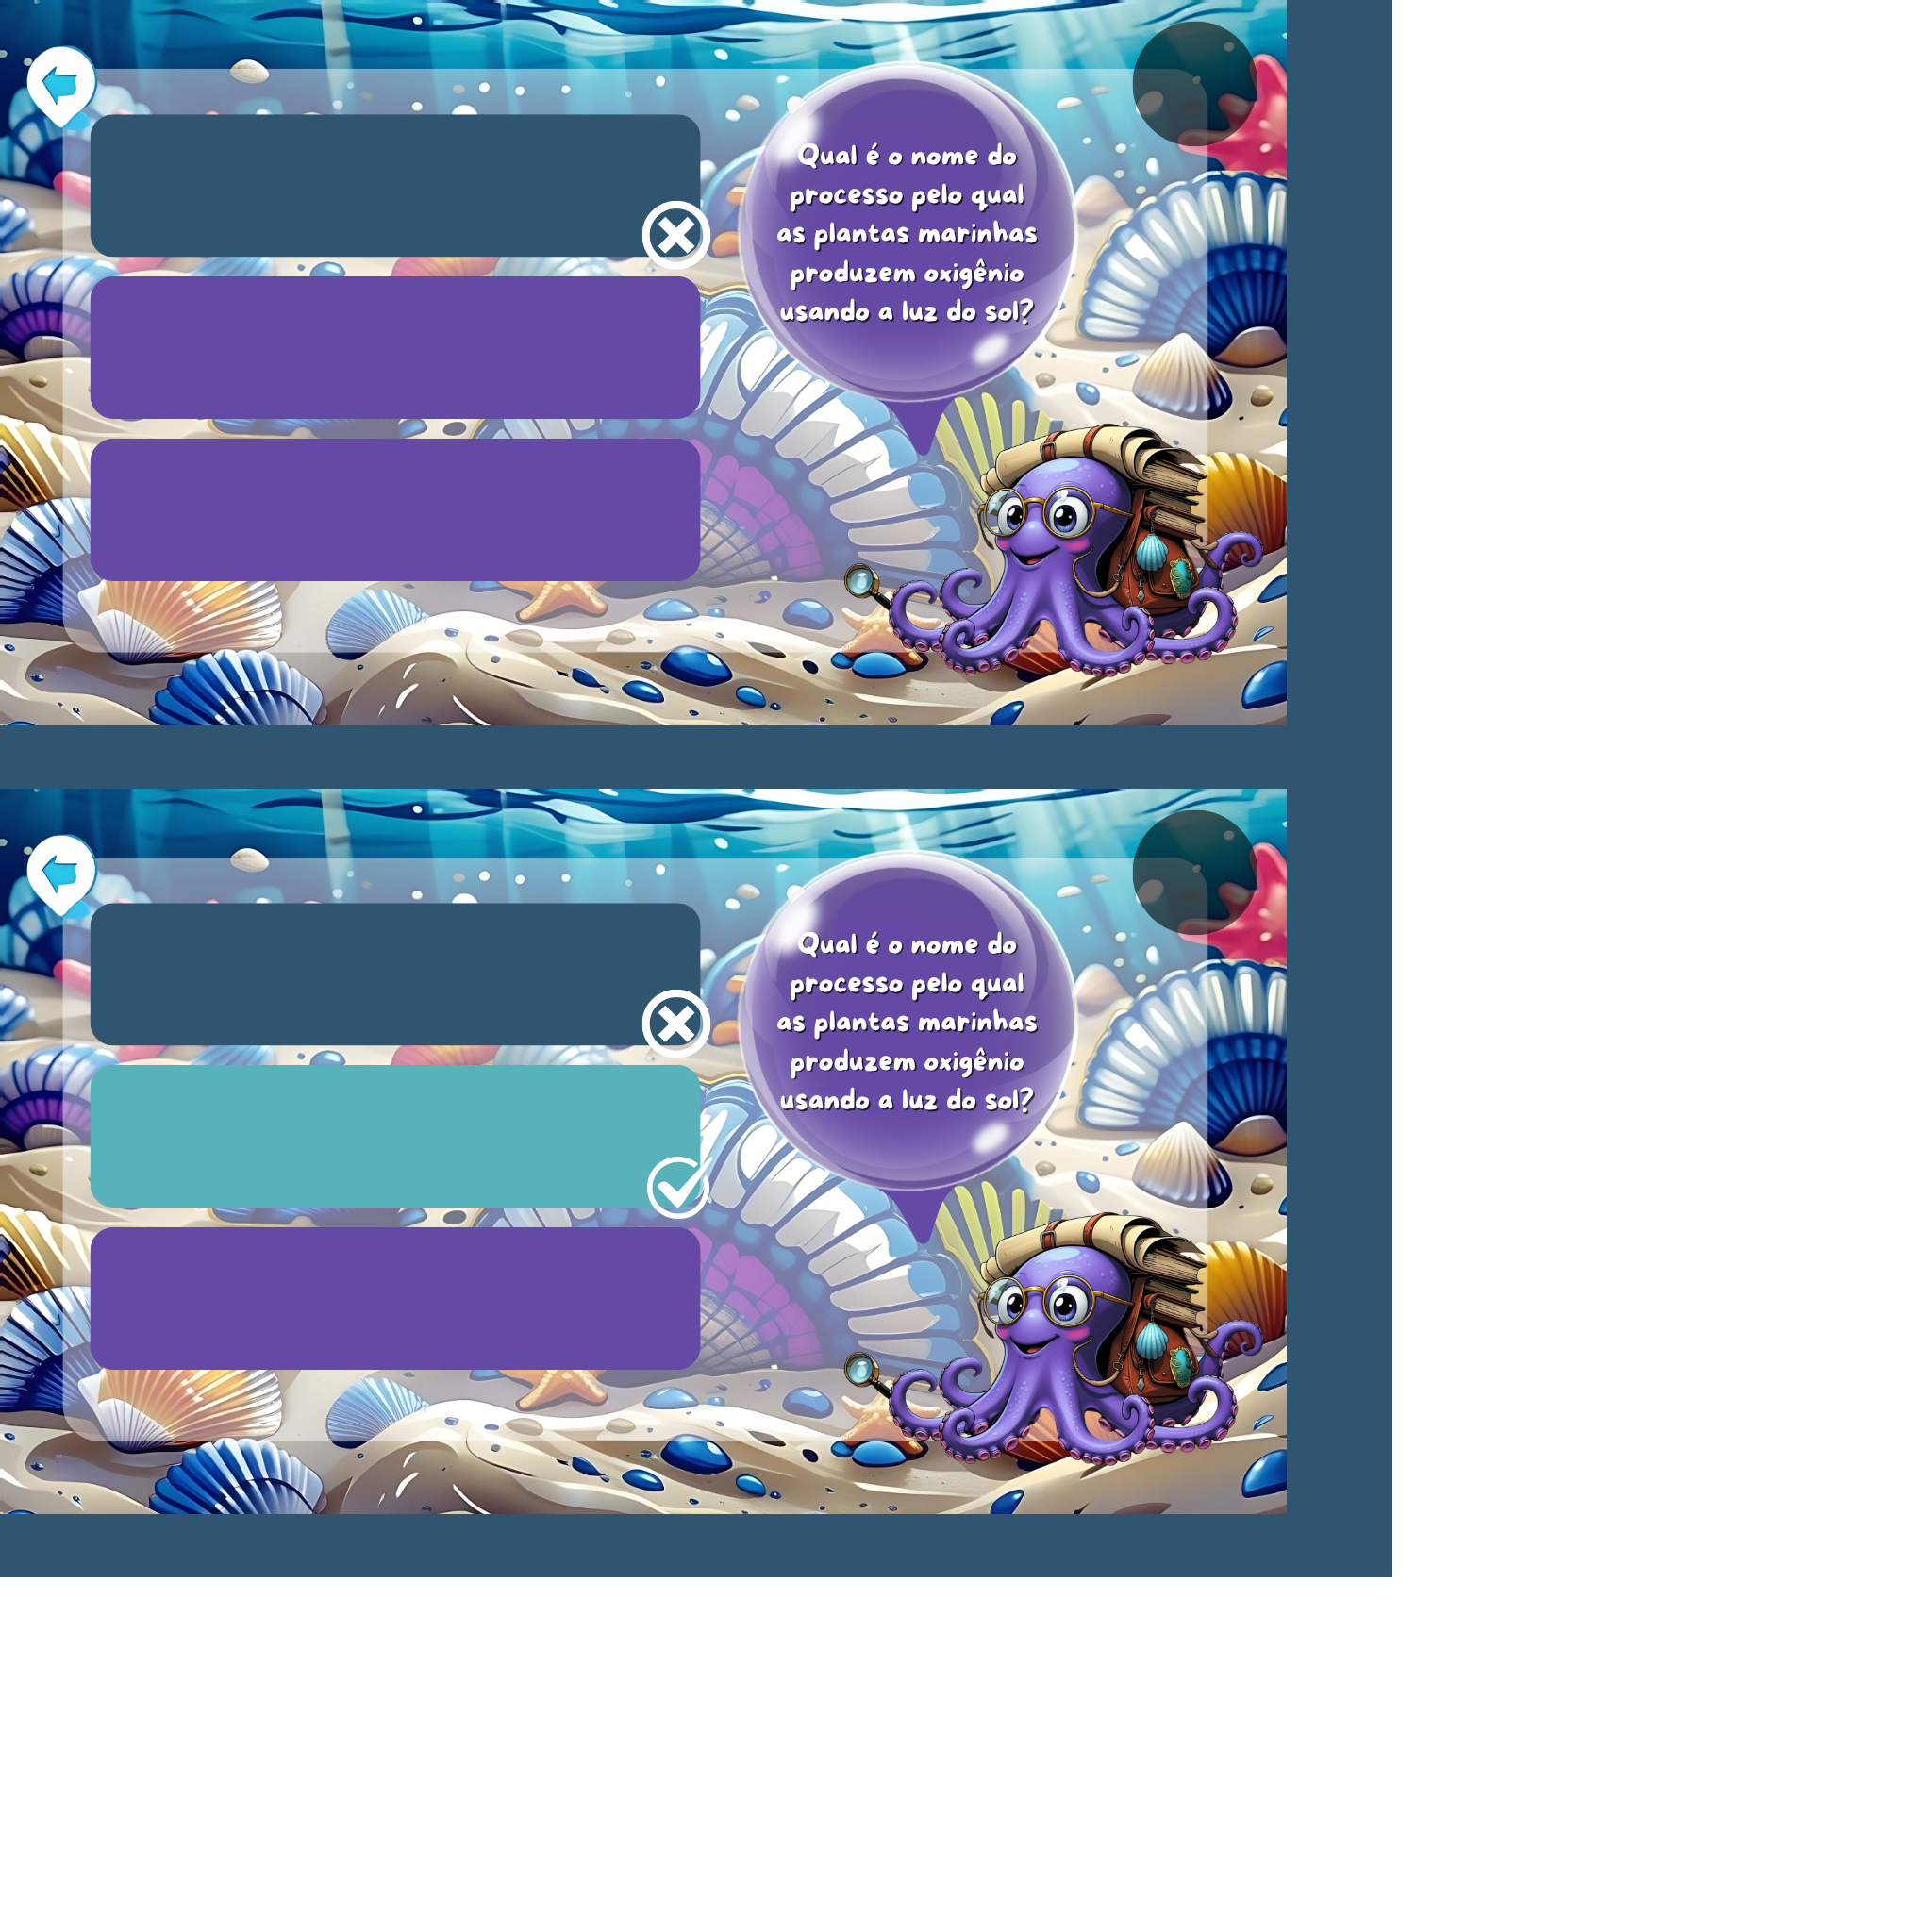 Qual é o nome do
processo pelo qual
as plantas marinhas
produzem oxigênio
usando a luz do sol?
Qual é o nome do
processo pelo qual
as plantas marinhas
produzem oxigênio
usando a luz do sol?